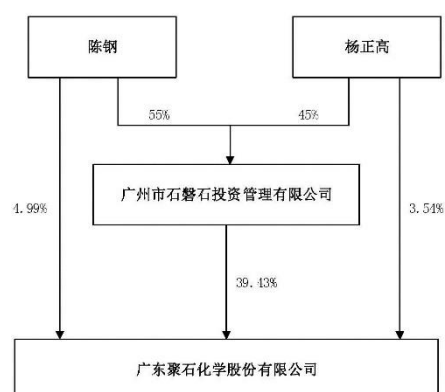 陈钢
杨正高
55%
45%
广州市石磐石投资管理有限公司
4.99%
3.54%
39.43%
广东聚石化学股份有限公司